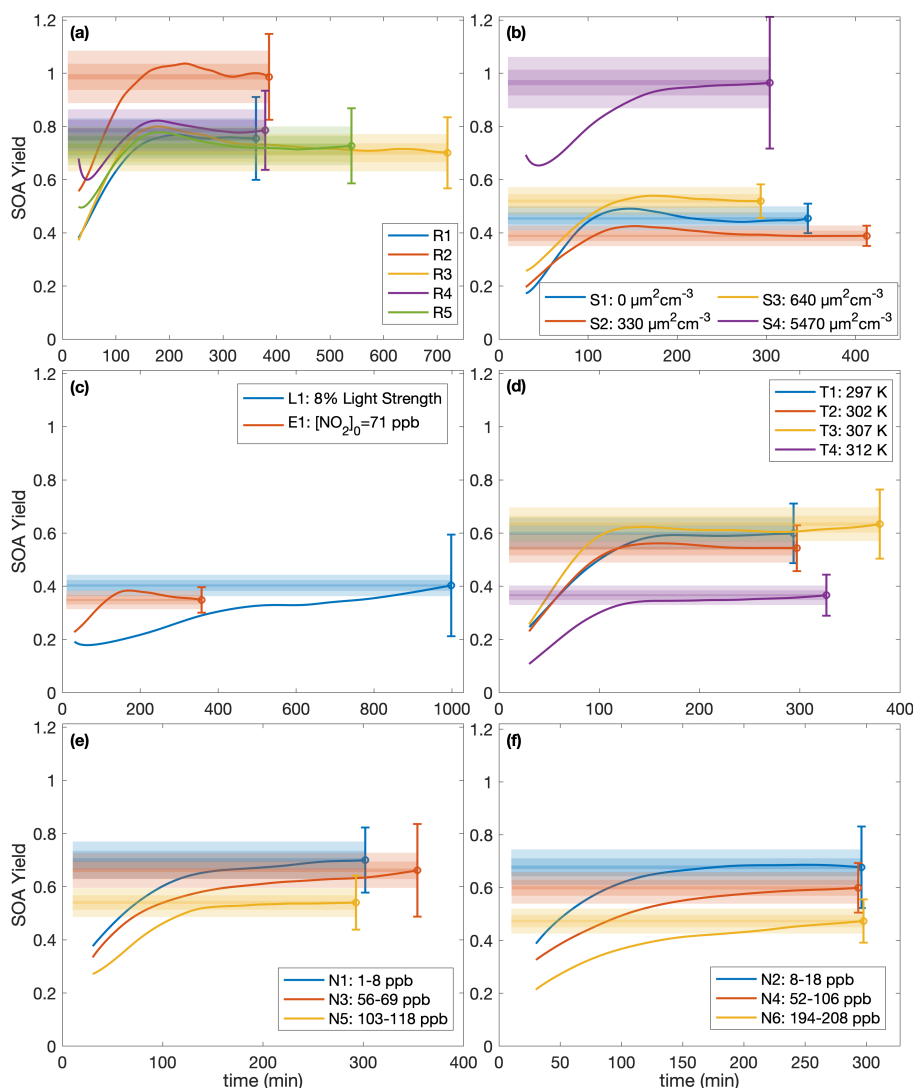 (a)
SOA Yield
1.2
1
0.8
0.6
0.4
0.2
0
0 100 200 300 400 500 600 700
R1
R2
R3
R4
R5
(b)
1.2
1
0.8
0.6
0.4
0.2
0
0 100 200 300 400
S1: 0 μm²cm⁻³ S3: 640 μm²cm⁻³
S2: 330 μm²cm⁻³ S4: 5470 μm²cm⁻³
(c)
SOA Yield
1.2
1
0.8
0.6
0.4
0.2
0
0 200 400 600 800 1000
L1: 8% Light Strength
E1: [NO₂]₀=71 ppb
(d)
1.2
1
0.8
0.6
0.4
0.2
0
0 100 200 300 400
T1: 297 K
T2: 302 K
T3: 307 K
T4: 312 K
(e)
SOA Yield
1.2
1
0.8
0.6
0.4
0.2
0
0 100 200 300 400
time (min)
N1: 1-8 ppb
N3: 56-69 ppb
N5: 103-118 ppb
(f)
1.2
1
0.8
0.6
0.4
0.2
0
0 50 100 150 200 250 300
time (min)
N2: 8-18 ppb
N4: 52-106 ppb
N6: 194-208 ppb